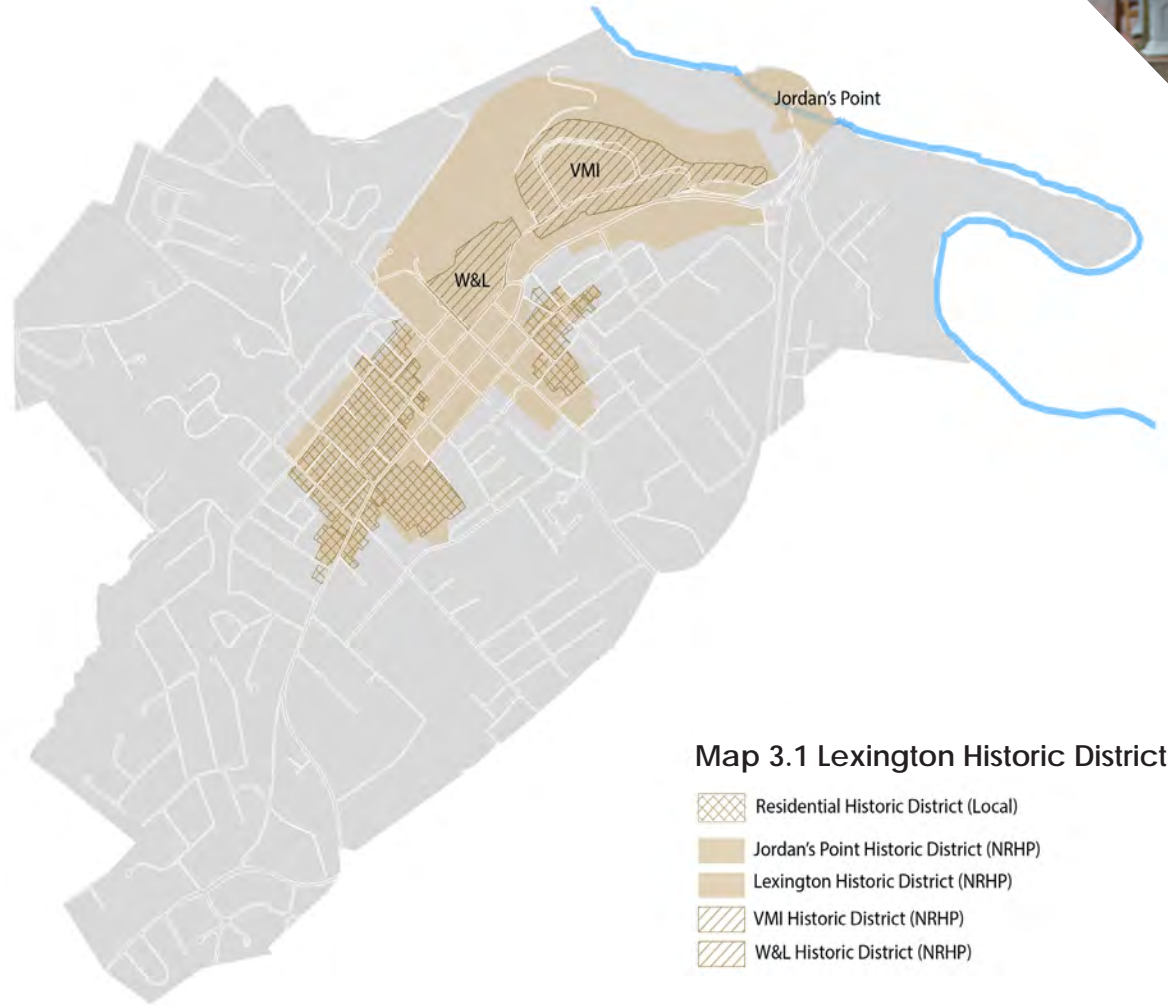 Jordan's Point
VMI
W&L
Map 3.1 Lexington Historic District
Residential Historic District (Local)
Jordan's Point Historic District (NRHP)
Lexington Historic District (NRHP)
VMI Historic District (NRHP)
W&L Historic District (NRHP)